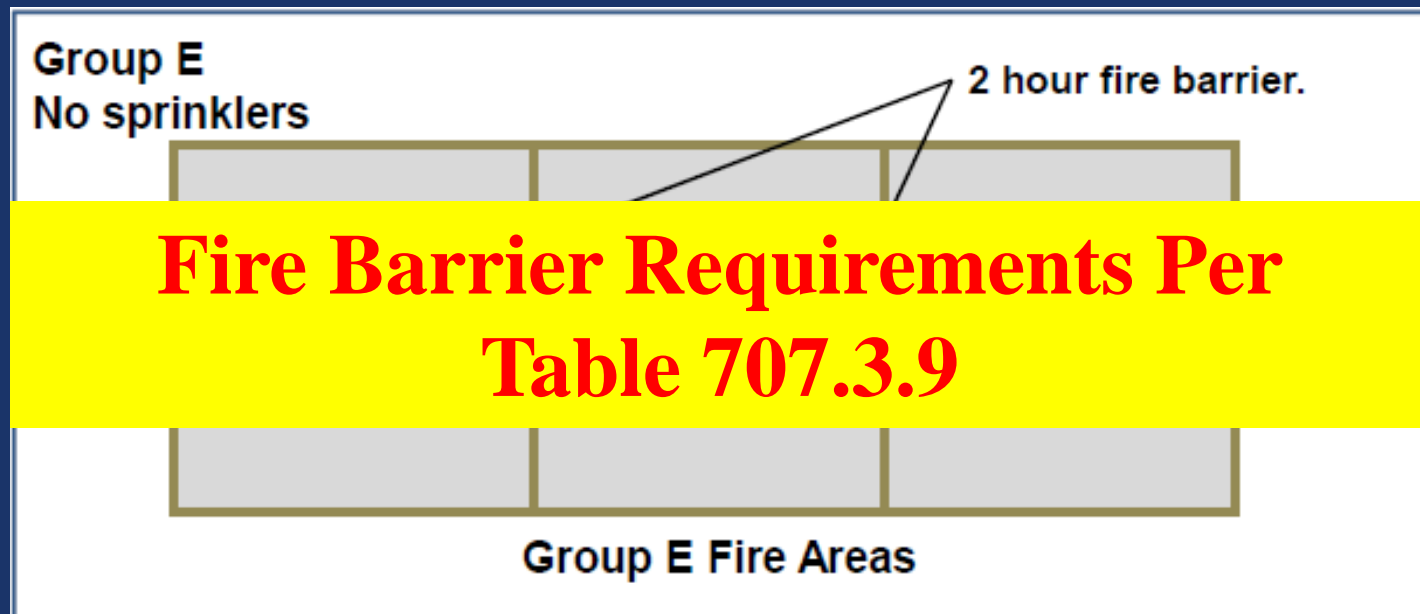 Group E
No sprinklers
2 hour fire barrier.
Fire Barrier Requirements Per
Table 707.3.9
Group E Fire Areas